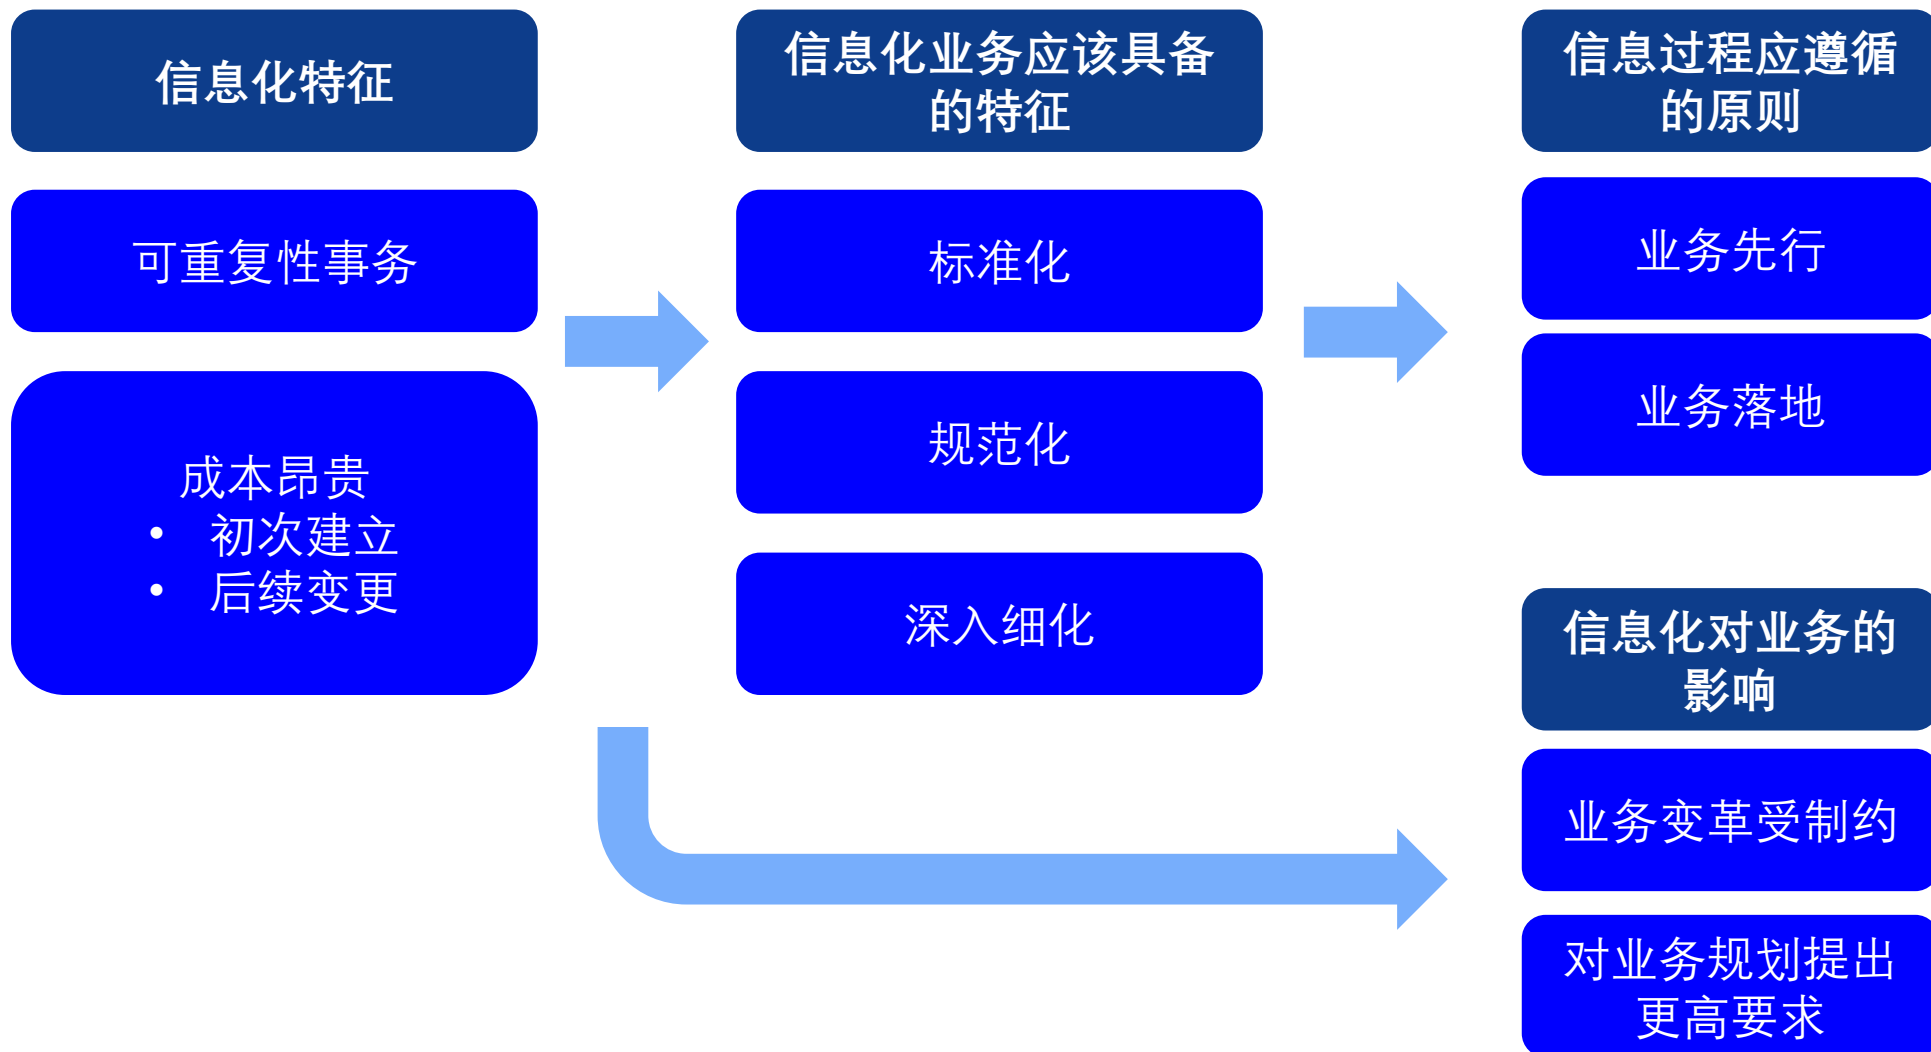 信息化特征
可重复性事务
成本昂贵
• 初次建立
• 后续变更
信息化业务应该具备
的特征
标准化
规范化
深入细化
信息过程应遵循
的原则
业务先行
业务落地
信息化对业务的
影响
业务变革受制约
对业务规划提出
更高要求